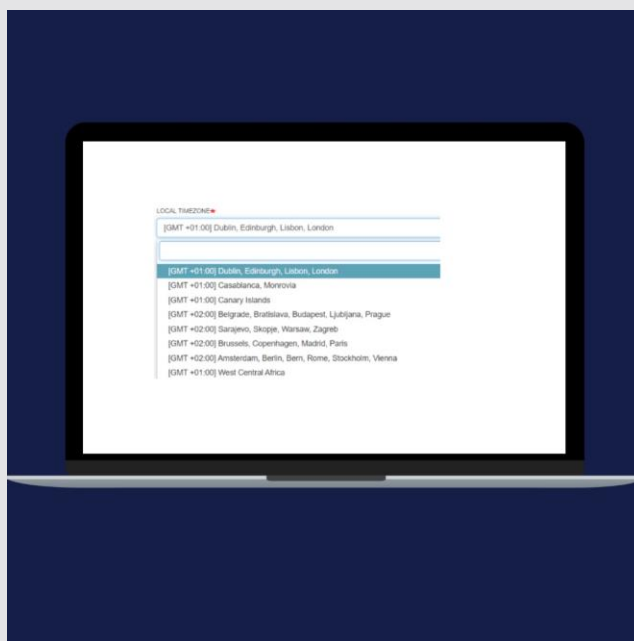 LOCAL TIMEZONE*
[GMT +01:00] Dublin, Edinburgh, Lisbon, London
[GMT +01:00] Dublin, Edinburgh, Lisbon, London
[GMT +01:00] Casablanca, Monrovia
[GMT +01:00] Canary Islands
[GMT +02:00] Belgrade, Bratislava, Budapest, Ljubljana, Prague
[GMT +02:00] Sarajevo, Skopje, Warsaw, Zagreb
[GMT +02:00] Brussels, Copenhagen, Madrid, Paris
[GMT +02:00] Amsterdam, Berlin, Bern, Rome, Stockholm, Vienna
[GMT +01:00] West Central Africa